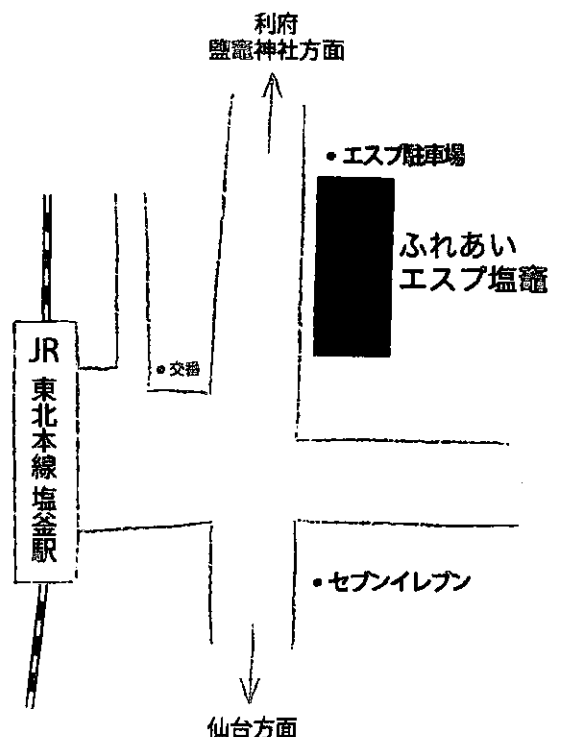 利府
鹽竈神社方面
• エスプ駐車場
ふれあい
エスプ塩竈
JR
東北本線 塩釜駅
• 交番
• セブンイレブン
仙台方面